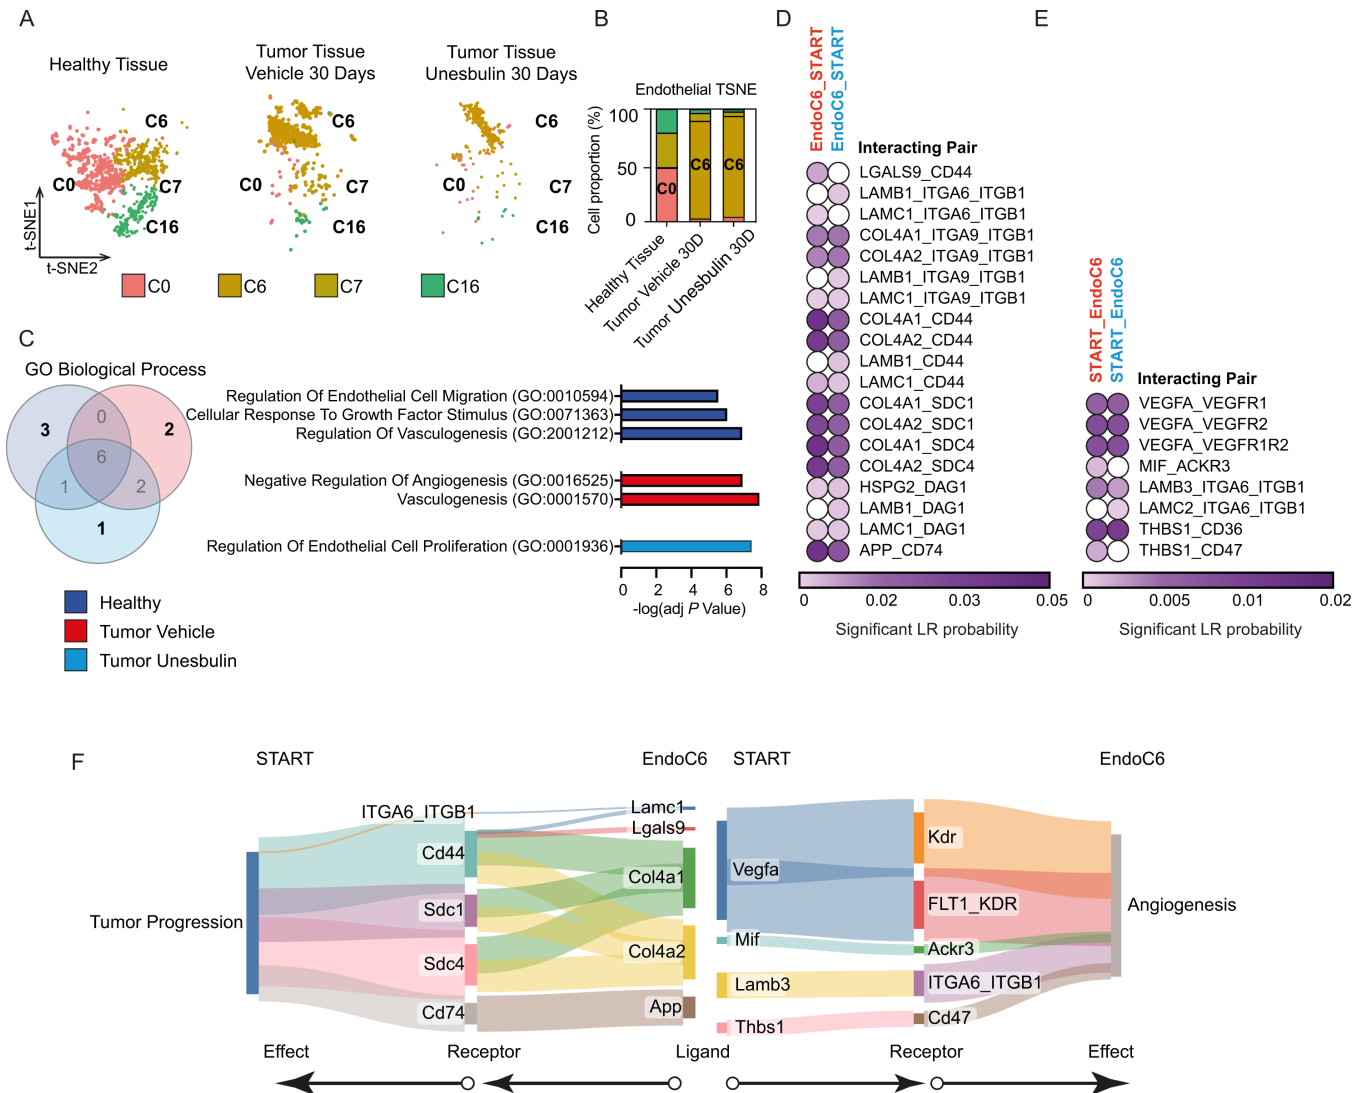 A
Healthy Tissue
Tumor Tissue
Vehicle 30 Days
Tumor Tissue
Unesbulin 30 Days
C6
C0
C7
C16
C6
C0
C7
C16
C6
C0
C7
C16
t-SNE1
t-SNE2
C0
C6
C7
C16
B
Endothelial TSNE
Cell proportion (%)
100
50
0
C0
C6
C6
Healthy Tissue
Tumor Vehicle 30D
Tumor Unesbulin 30D
C
GO Biological Process
3
0
2
6
1
2
1
Healthy
Tumor Vehicle
Tumor Unesbulin
Regulation Of Endothelial Cell Migration (GO:0010594)
Cellular Response To Growth Factor Stimulus (GO:0071363)
Regulation Of Vasculogenesis (GO:2001212)
Negative Regulation Of Angiogenesis (GO:0016525)
Vasculogenesis (GO:0001570)
Regulation Of Endothelial Cell Proliferation (GO:0001936)
0 2 4 6 8
-log(adj P Value)
D
EndoC6_START
EndoC6_START
Interacting Pair
LGALS9_CD44
LAMB1_ITGA6_ITGB1
LAMC1_ITGA6_ITGB1
COL4A1_ITGA9_ITGB1
COL4A2_ITGA9_ITGB1
LAMB1_ITGA9_ITGB1
LAMC1_ITGA9_ITGB1
COL4A1_CD44
COL4A2_CD44
LAMB1_CD44
LAMC1_CD44
COL4A1_SDC1
COL4A2_SDC1
COL4A1_SDC4
COL4A2_SDC4
HSPG2_DAG1
LAMB1_DAG1
LAMC1_DAG1
APP_CD74
0 0.02 0.03 0.05
Significant LR probability
E
START_EndoC6
START_EndoC6
Interacting Pair
VEGFA_VEGFR1
VEGFA_VEGFR2
VEGFA_VEGFR1R2
MIF_ACKR3
LAMB3_ITGA6_ITGB1
LAMC2_ITGA6_ITGB1
THBS1_CD36
THBS1_CD47
0 0.005 0.01 0.02
Significant LR probability
F
START
EndoC6
START
EndoC6
Tumor Progression
ITGA6_ITGB1
Cd44
Sdc1
Sdc4
Cd74
Lamc1
Lgals9
Col4a1
Col4a2
App
Vegfa
Mif
Lamb3
Thbs1
Kdr
FLT1_KDR
Ackr3
ITGA6_ITGB1
Cd47
Angiogenesis
Effect
Receptor
Ligand
Receptor
Effect